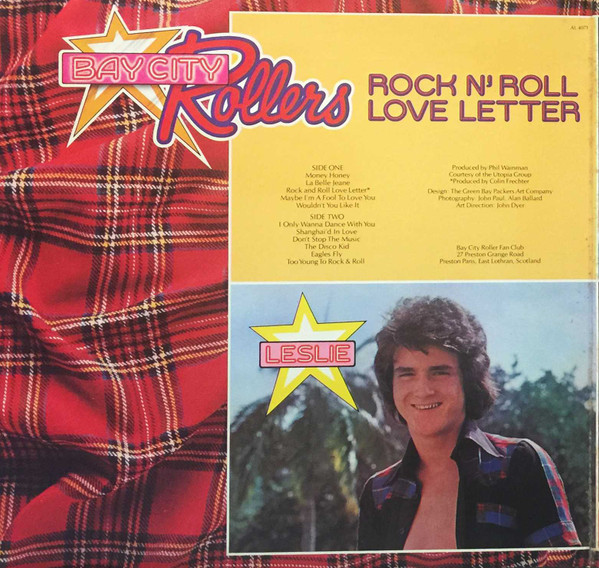 AL 4071
BAY CITY
Rollers
ROCK N' ROLL
LOVE LETTER
SIDE ONE
Money Honey
La Belle Jeane
Rock and Roll Love Letter*
Maybe I'm A Fool To Love You
Wouldn't You Like It
SIDE TWO
I Only Wanna Dance With You
Shanghai'd In Love
Don't Stop The Music
The Disco Kid
Eagles Fly
Too Young To Rock & Roll
Produced by Phil Wainman
Courtesy of the Utopia Group
*Produced by Colin Frechter
Design: The Green Bay Packers Art Company
Photography: John Paul, Alan Ballard
Art Direction: John Dyer
Bay City Roller Fan Club
27 Preston Grange Road
Preston Pans, East Lothran, Scotland
LESLIE